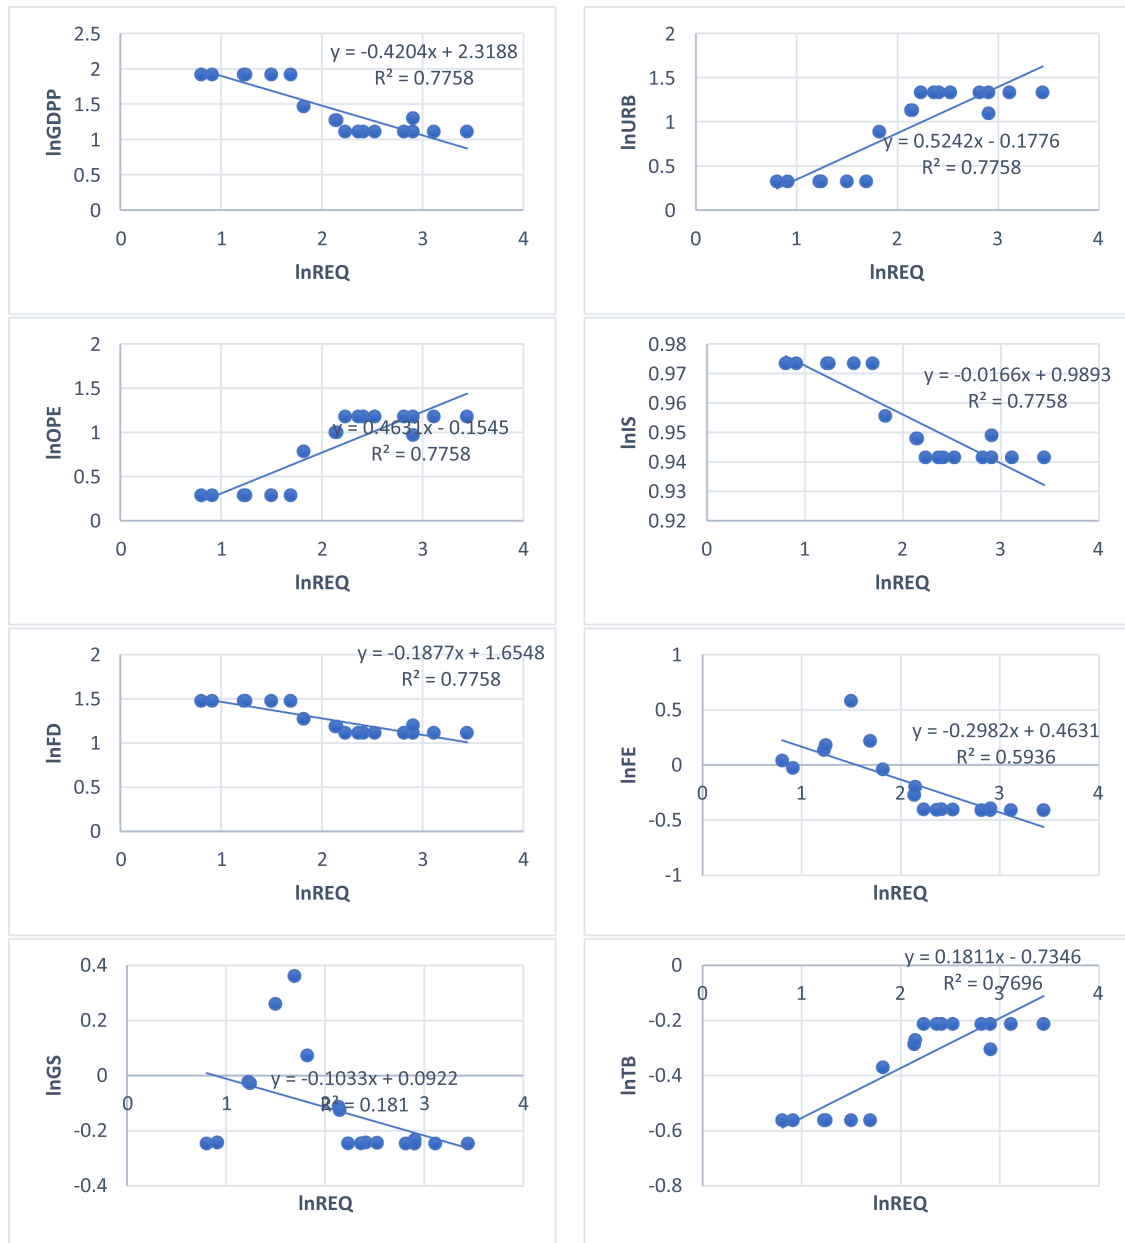 2.5
2
1.5
1
0.5
0
0 1 2 3 4
lnGDPP
lnREQ
y = -0.4204x + 2.3188
R² = 0.7758
2
1.5
1
0.5
0
0 1 2 3 4
lnURB
lnREQ
y = 0.5242x - 0.1776
R² = 0.7758
2
1.5
1
0.5
0
0 1 2 3 4
lnOPE
lnREQ
y = 0.4631x - 0.1545
R² = 0.7758
0.98
0.97
0.96
0.95
0.94
0.93
0.92
0 1 2 3 4
lnIS
lnREQ
y = -0.0166x + 0.9893
R² = 0.7758
2
1.5
1
0.5
0
0 1 2 3 4
lnFD
lnREQ
y = -0.1877x + 1.6548
R² = 0.7758
1
0.5
0
-0.5
-1
0 1 2 3 4
lnFE
lnREQ
y = -0.2982x + 0.4631
R² = 0.5936
0.4
0.2
0
-0.2
-0.4
0 1 2 3 4
lnGS
lnREQ
y = -0.1033x + 0.0922
R² = 0.181
0
-0.2
-0.4
-0.6
-0.8
0 1 2 3 4
lnTB
lnREQ
y = 0.1811x - 0.7346
R² = 0.7696